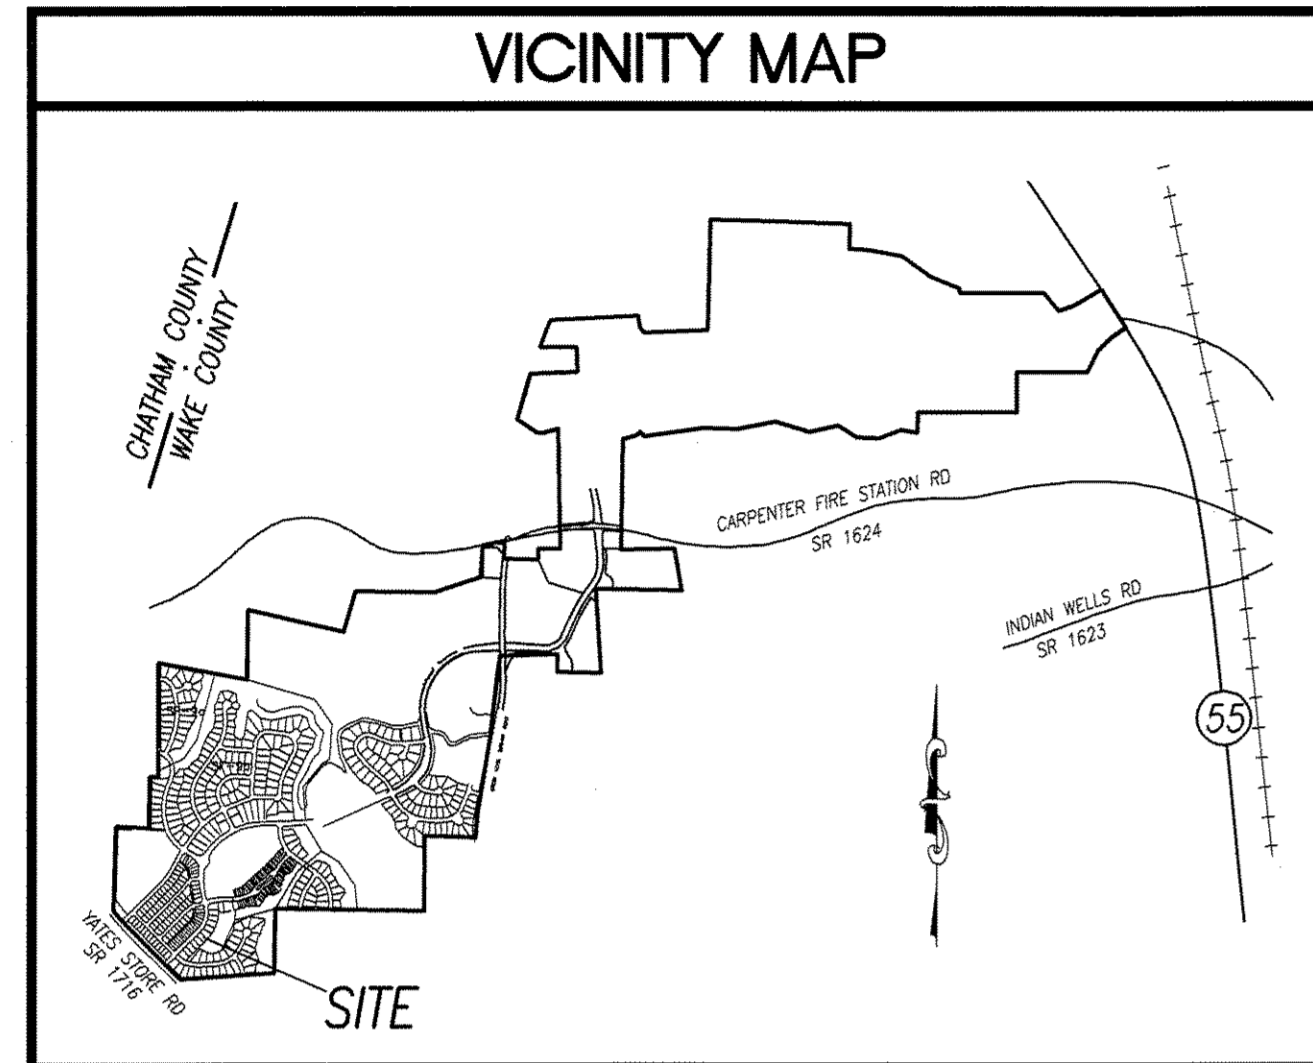 VICINITY MAP
CHATHAM COUNTY
WAKE COUNTY
CARPENTER FIRE STATION RD
SR 1624
INDIAN WELLS RD
SR 1623
55
YATES STORE RD
SR 1716
SITE